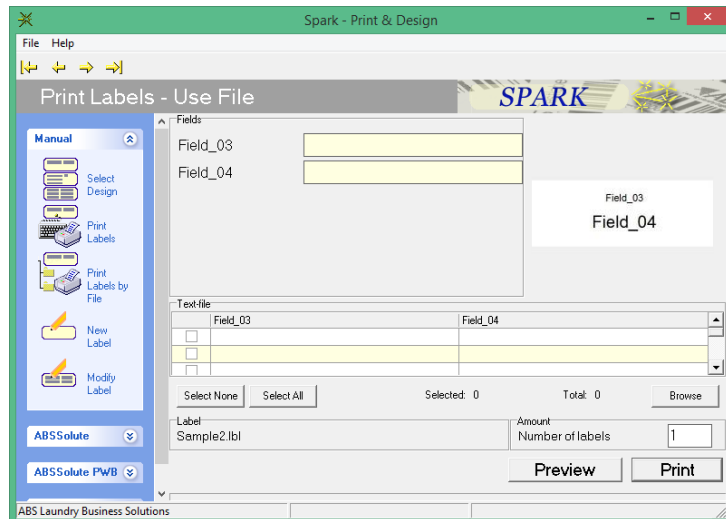 Spark - Print & Design
File Help
Print Labels - Use File
SPARK
Manual
Select
Design
Print
Labels
Print
Labels by
File
New
Label
Modify
Label
ABSSolute
ABSSolute PWB
Fields
Field_03
Field_04
Field_03
Field_04
Text-file
Field_03 Field_04
Select None Select All Selected: 0 Total: 0 Browse
Label
Sample2.lbl
Amount
Number of labels 1
Preview Print
ABS Laundry Business Solutions